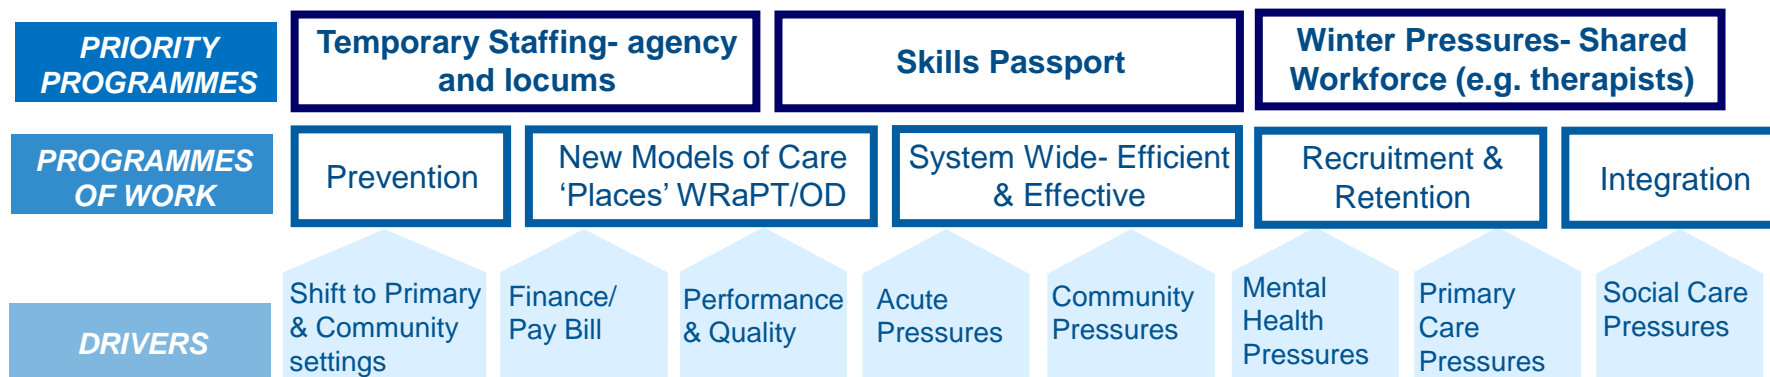 PRIORITY
PROGRAMMES
Temporary Staffing- agency
and locums
Skills Passport
Winter Pressures- Shared
Workforce (e.g. therapists)
PROGRAMMES
OF WORK
Prevention
New Models of Care
‘Places’ WRaPT/OD
System Wide- Efficient
& Effective
Recruitment &
Retention
Integration
DRIVERS
Shift to Primary
& Community
settings
Finance/
Pay Bill
Performance
& Quality
Acute
Pressures
Community
Pressures
Mental
Health
Pressures
Primary
Care
Pressures
Social Care
Pressures